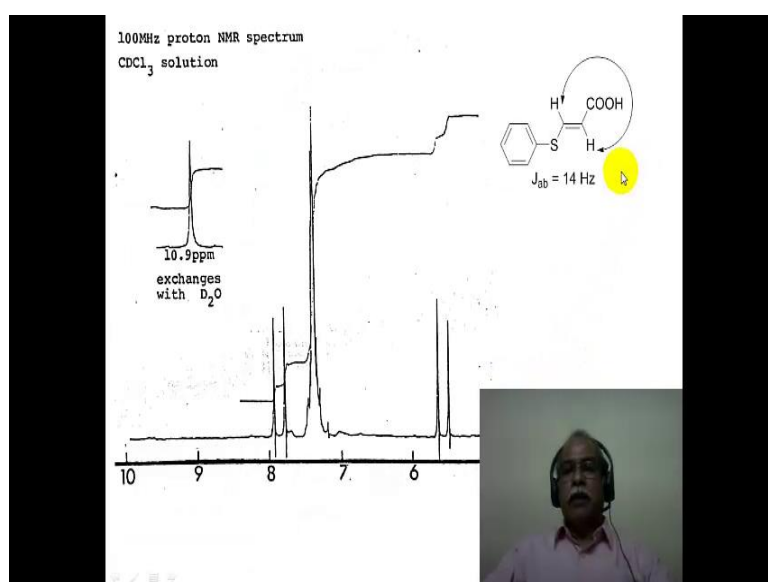 100MHz proton NMR spectrum
CDCl3 solution
H
COOH
S
H
Jab = 14 Hz
10.9ppm
exchanges
with D2O
10 9 8 7 6